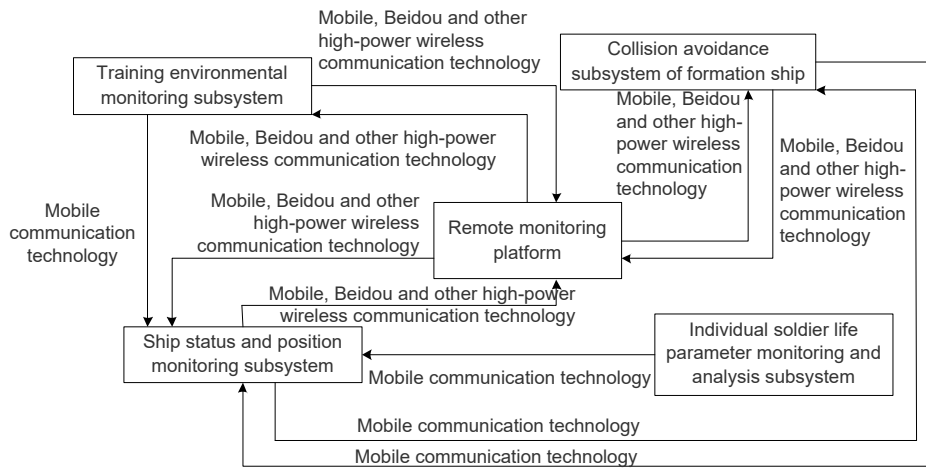 Mobile, Beidou and other
high-power wireless
communication technology
Collision avoidance
subsystem of formation ship
Training environmental
monitoring subsystem
Mobile, Beidou
and other high-
power wireless
communication
technology
Mobile, Beidou and other high-power
wireless communication technology
Mobile, Beidou
and other high-
power wireless
communication
technology
Mobile
communication
technology
Mobile, Beidou and other
high-power wireless
communication technology
Remote monitoring
platform
Mobile, Beidou and other high-power
wireless communication technology
Ship status and position
monitoring subsystem
Individual soldier life
parameter monitoring and
analysis subsystem
Mobile communication technology
Mobile communication technology
Mobile communication technology